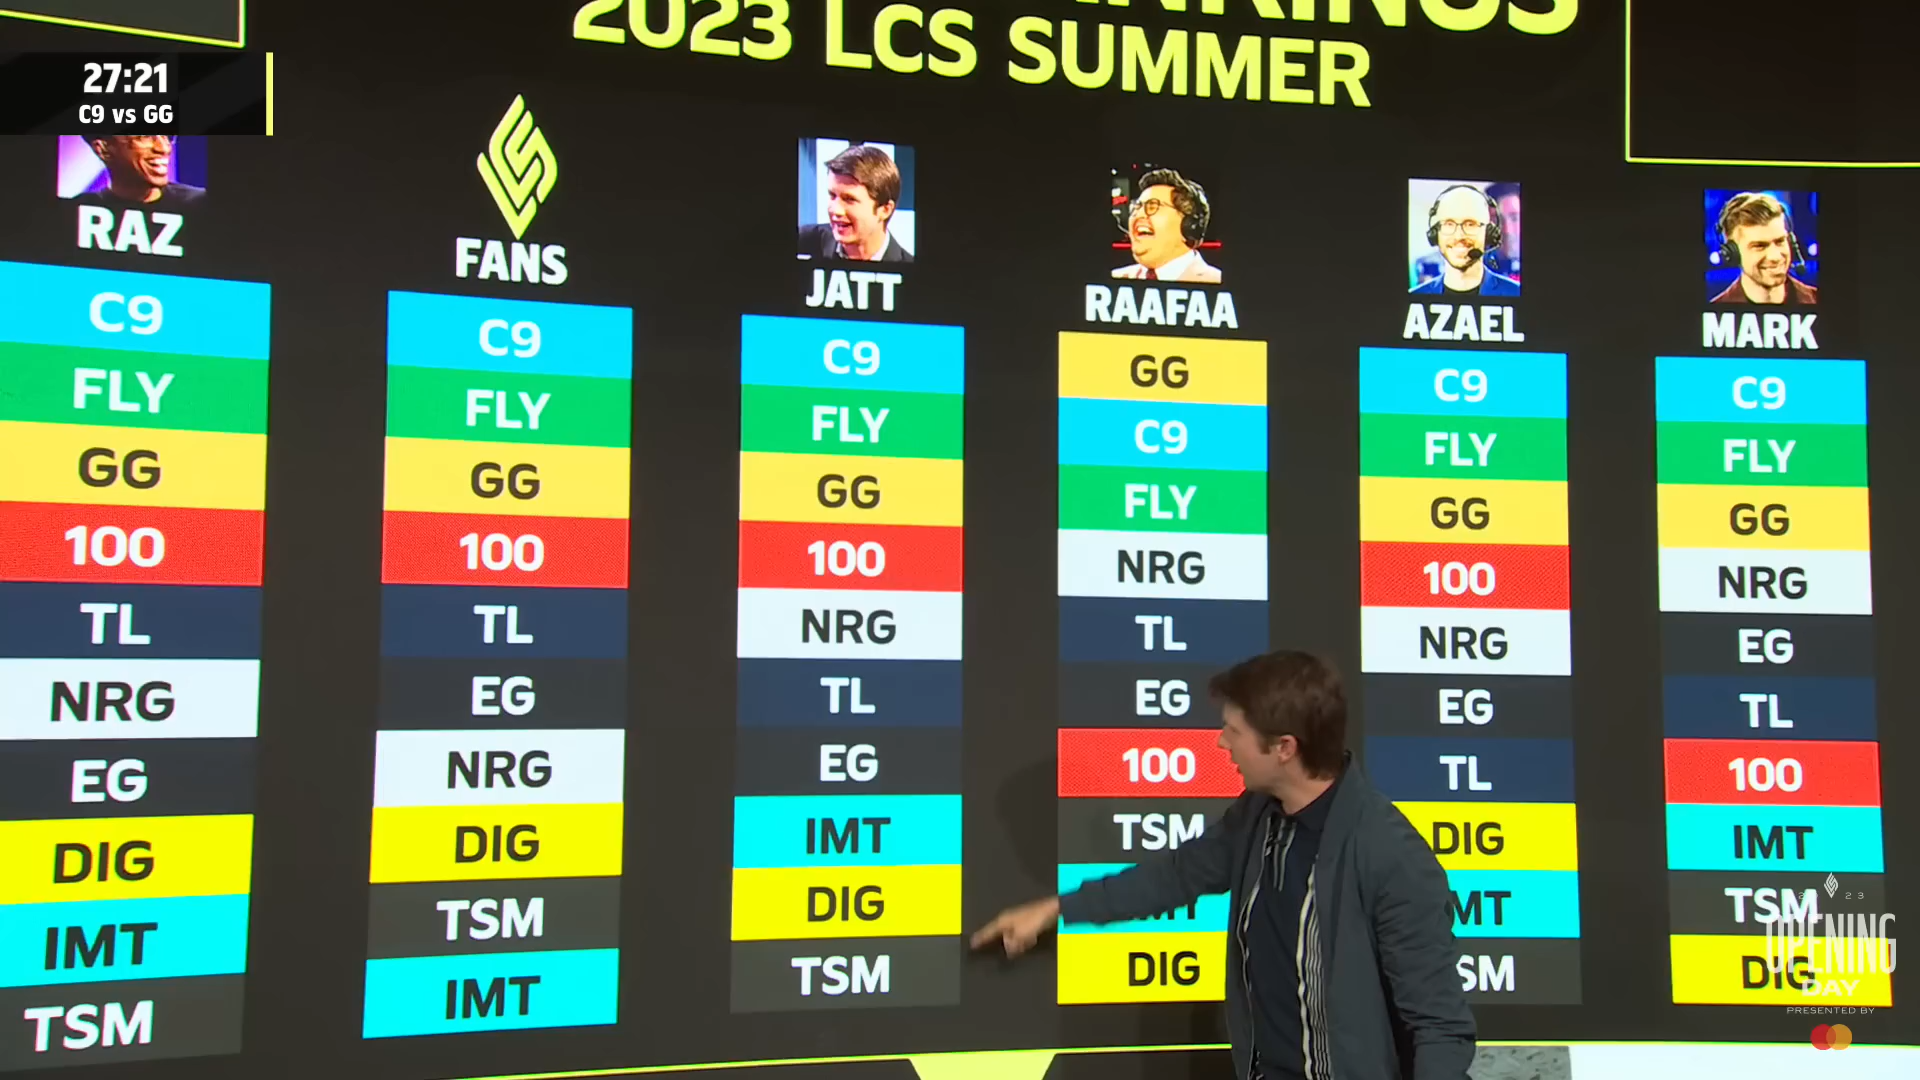 2023 LCS SUMMER
27:21
C9 vs GG
RAZ
C9
FLY
GG
100
TL
NRG
EG
DIG
IMT
TSM
FANS
C9
FLY
GG
100
TL
EG
NRG
DIG
TSM
IMT
JATT
C9
FLY
GG
100
NRG
TL
EG
IMT
DIG
TSM
RAAFAA
GG
C9
FLY
NRG
TL
EG
100
TSM
IMT
DIG
AZAEL
C9
FLY
GG
100
NRG
EG
TL
DIG
IMT
TSM
MARK
C9
FLY
GG
NRG
EG
TL
100
IMT
TSM
DIG
OPENING
DAY
PRESENTED BY